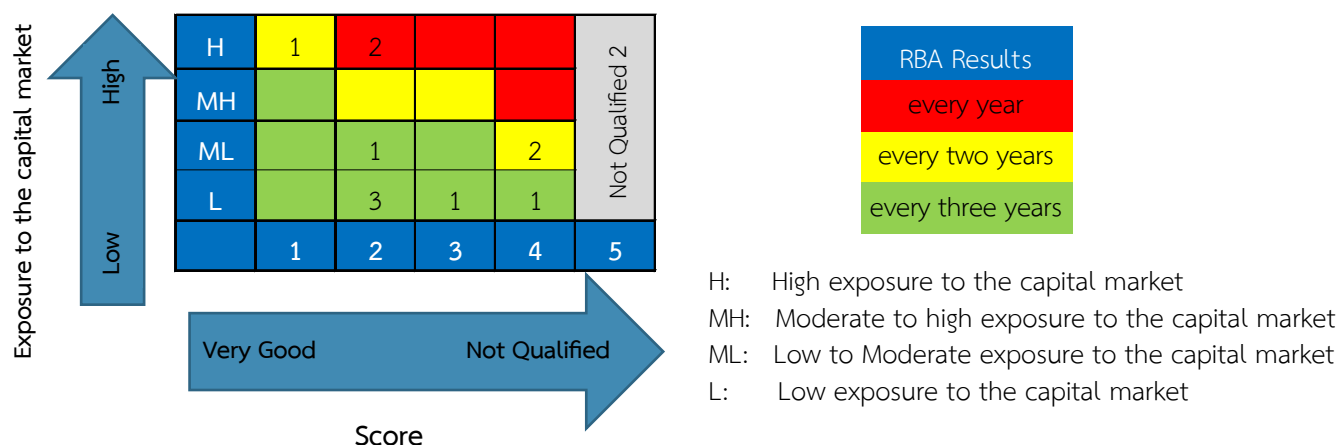 Exposure to the capital market
High
Low
H 1 2
MH
ML 1 2
L 3 1 1
Not Qualified 2
1 2 3 4 5
Very Good Not Qualified
Score
RBA Results
every year
every two years
every three years
H: High exposure to the capital market
MH: Moderate to high exposure to the capital market
ML: Low to Moderate exposure to the capital market
L: Low exposure to the capital market